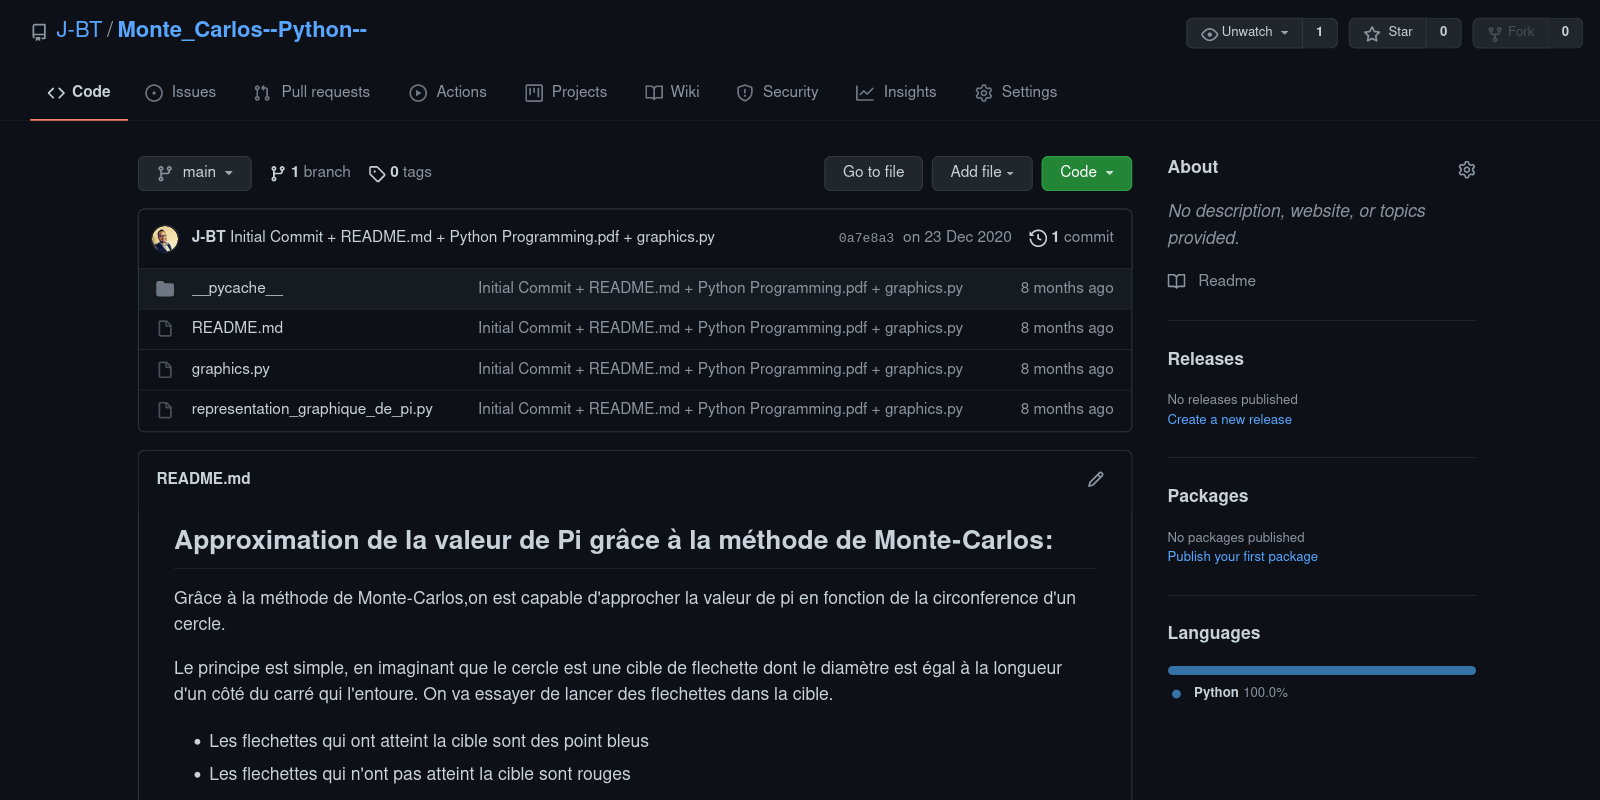 J-BT / Monte_Carlos--Python--
Unwatch 1 Star 0 Fork 0
Code Issues Pull requests Actions Projects Wiki Security Insights Settings
main 1 branch 0 tags Go to file Add file Code
J-BT Initial Commit + README.md + Python Programming.pdf + graphics.py 0a7e8a3 on 23 Dec 2020 1 commit
__pycache__ Initial Commit + README.md + Python Programming.pdf + graphics.py 8 months ago
README.md Initial Commit + README.md + Python Programming.pdf + graphics.py 8 months ago
graphics.py Initial Commit + README.md + Python Programming.pdf + graphics.py 8 months ago
representation_graphique_de_pi.py Initial Commit + README.md + Python Programming.pdf + graphics.py 8 months ago
README.md
Approximation de la valeur de Pi grâce à la méthode de Monte-Carlos:
Grâce à la méthode de Monte-Carlos,on est capable d'approcher la valeur de pi en fonction de la circonference d'un
cercle.
Le principe est simple, en imaginant que le cercle est une cible de flechette dont le diamètre est égal à la longueur
d'un côté du carré qui l'entoure. On va essayer de lancer des flechettes dans la cible.
• Les flechettes qui ont atteint la cible sont des point bleus
• Les flechettes qui n'ont pas atteint la cible sont rouges
About
No description, website, or topics
provided.
Readme
Releases
No releases published
Create a new release
Packages
No packages published
Publish your first package
Languages
Python 100.0%